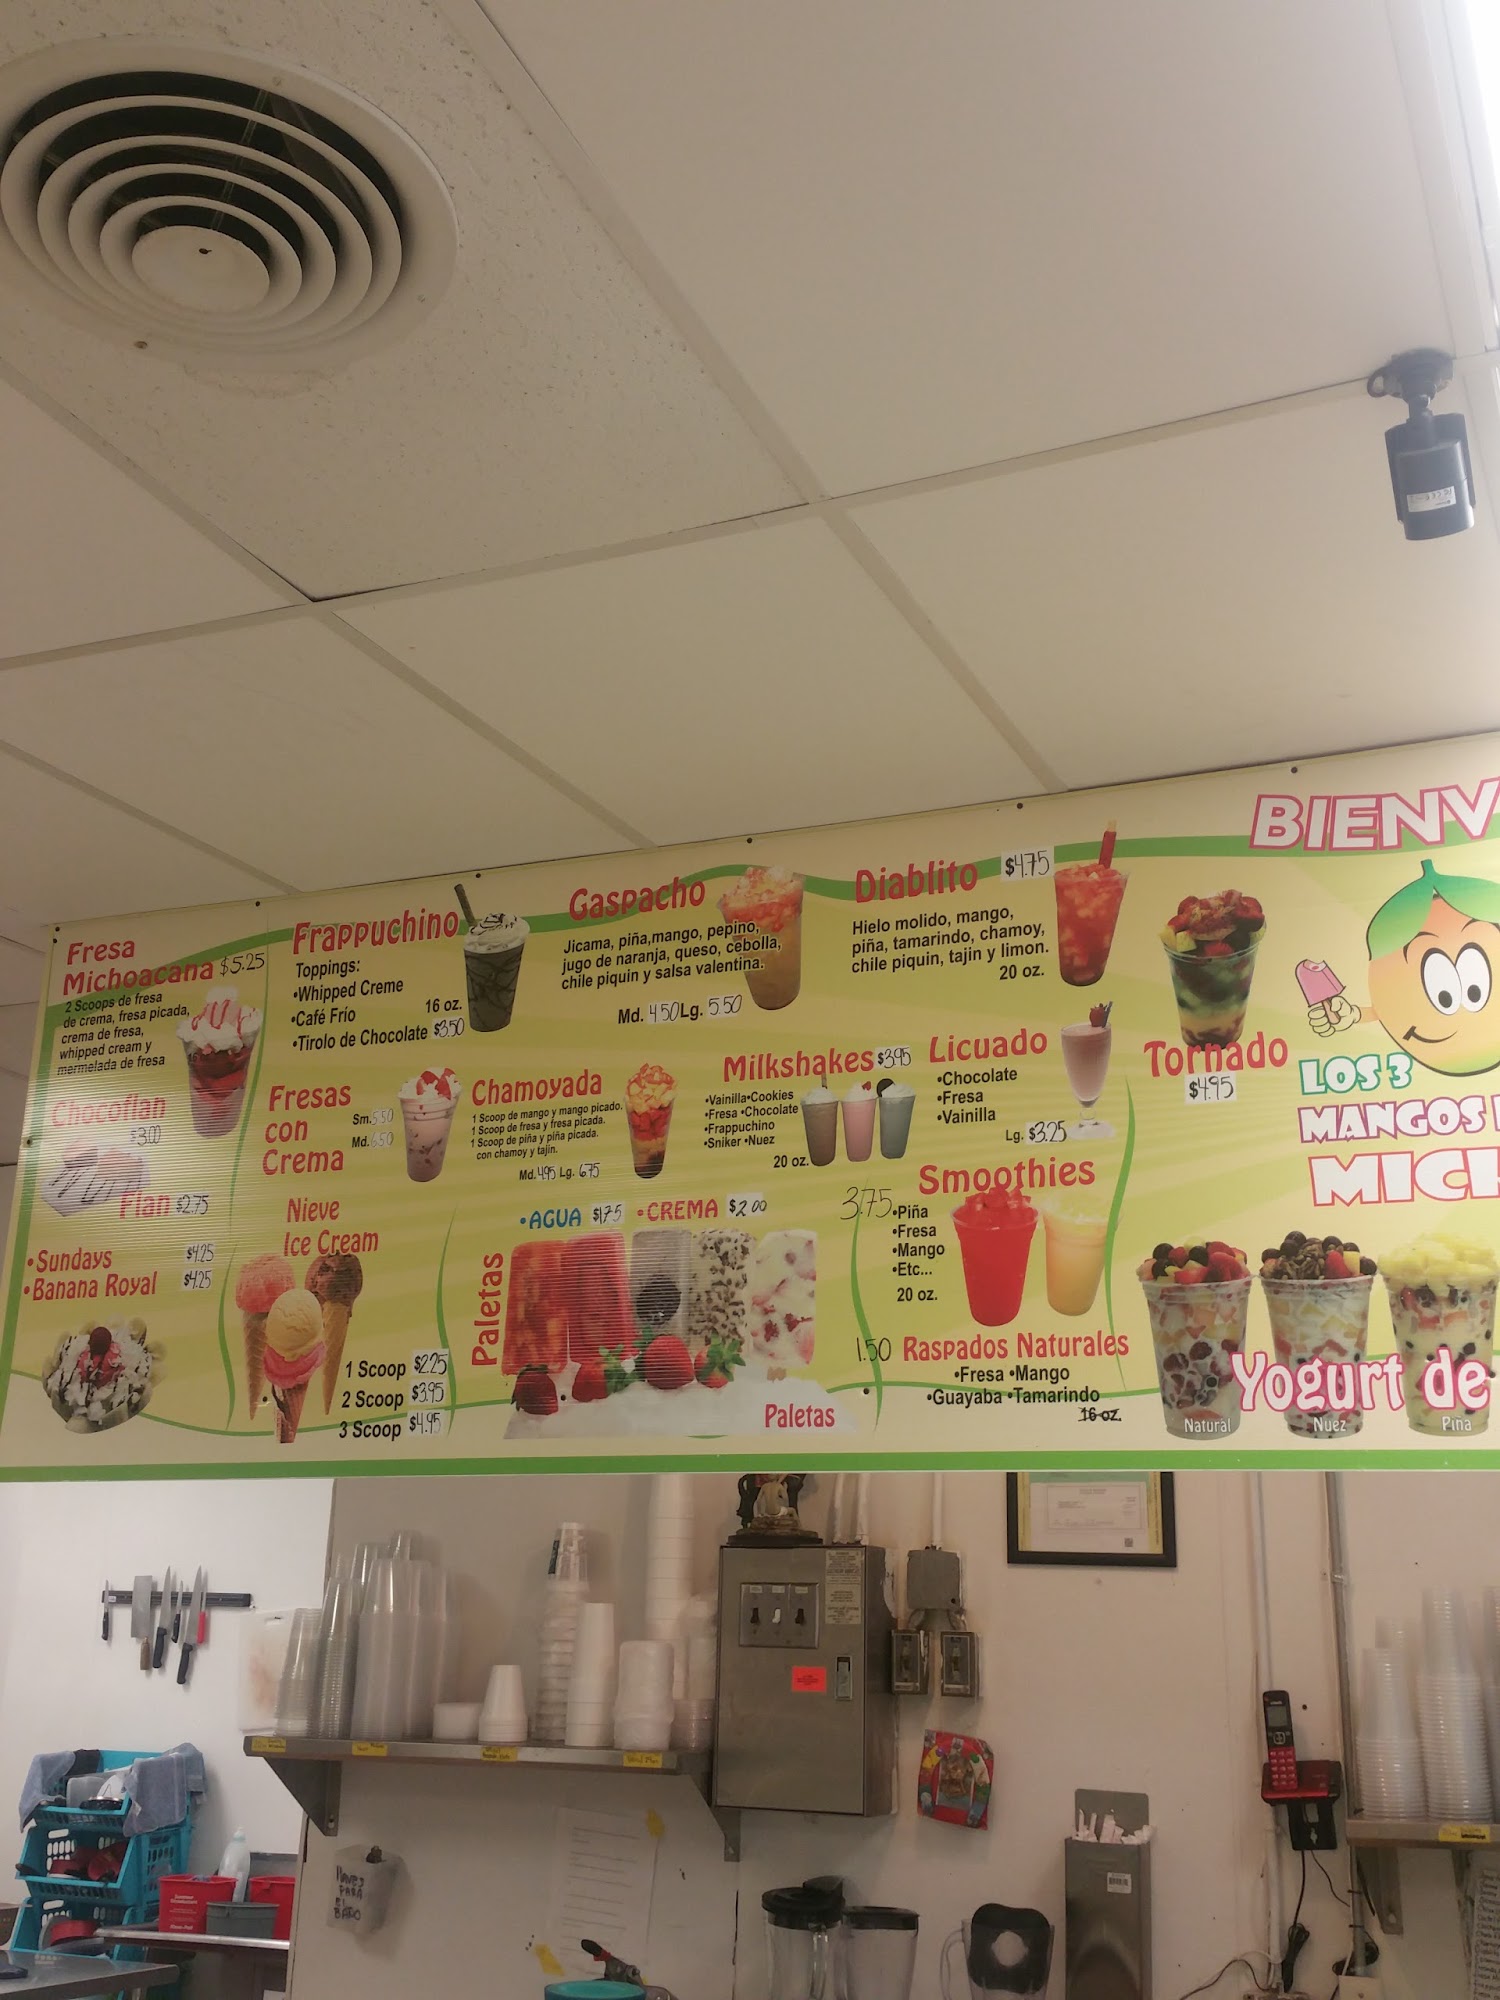 BIENV
Fresa
Michoacana $5.25
2 Scoops de fresa
de crema, fresa picada,
crema de fresa,
whipped cream y
mermelada de fresa
Chocoflan
$3.00
Flan $2.75
•Sundays $4.25
•Banana Royal $4.25
Frappuchino
Toppings:
•Whipped Creme
•Café Frío 16 oz.
•Tirolo de Chocolate $3.50
Fresas
con
Crema
Sm. 5.50
Md. 6.50
Nieve
Ice Cream
1 Scoop $2.25
2 Scoop $3.95
3 Scoop $4.95
Gaspacho
Jicama, piña,mango, pepino,
jugo de naranja, queso, cebolla,
chile piquin y salsa valentina.
Md. 4.50 Lg. 5.50
Chamoyada
1 Scoop de mango y mango picado.
1 Scoop de fresa y fresa picada.
1 Scoop de piña y piña picada.
con chamoy y tajin.
Md. 4.95 Lg. 6.75
Milkshakes $3.95
•Vainilla •Cookies
•Fresa •Chocolate
•Frappuchino
•Sniker •Nuez
20 oz.
•AGUA $1.75 •CREMA $2.00
Paletas
Paletas
Diablito $4.75
Hielo molido, mango,
piña, tamarindo, chamoy,
chile piquin, tajin y limon.
20 oz.
Licuado
•Chocolate
•Fresa
•Vainilla
Lg. $3.25
Smoothies
3.75
•Piña
•Fresa
•Mango
•Etc...
20 oz.
1.50 Raspados Naturales
•Fresa •Mango
•Guayaba •Tamarindo
16 oz.
Tornado
$4.95
LOS 3
MANGOS
MICH
Yogurt de
Natural
Nuez
Piña
LLAVES
PARA
EL
BAÑO